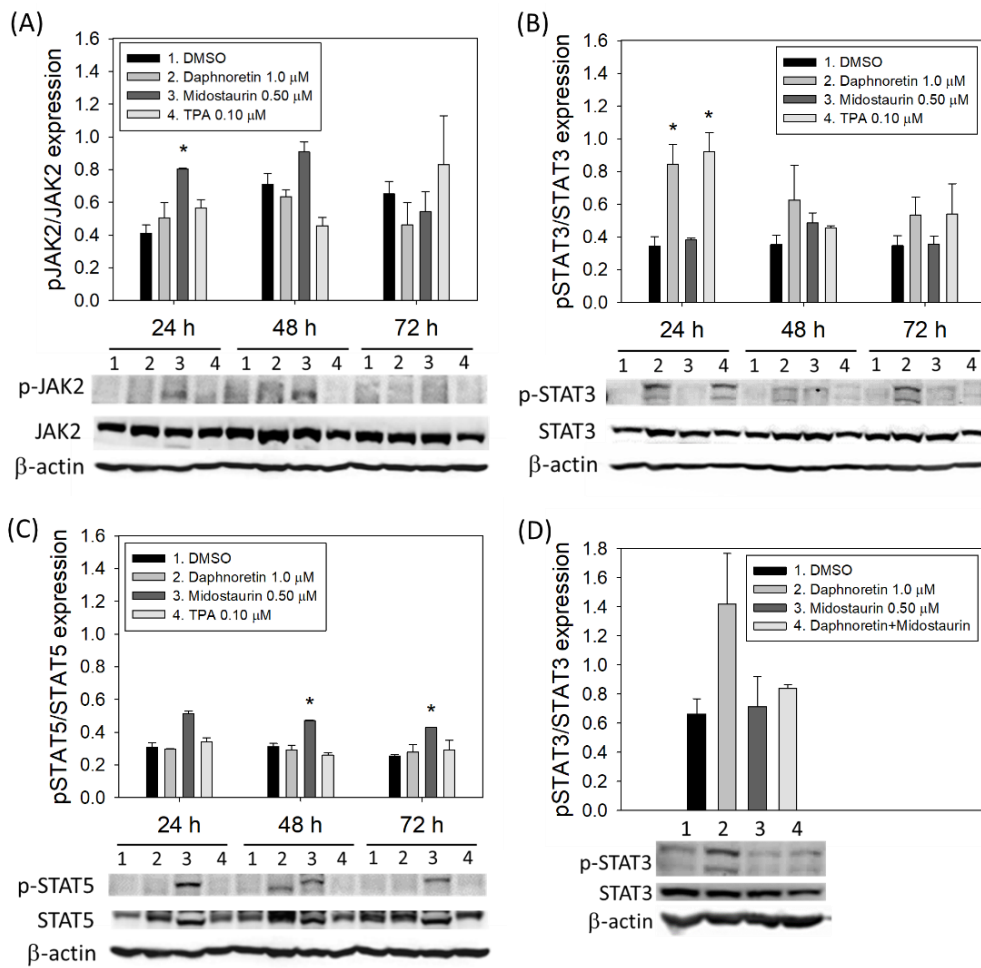 (A)
pJAK2/JAK2 expression
1.6
1.4
1.2
1.0
0.8
0.6
0.4
0.2
0.0
1. DMSO
2. Daphnoretin 1.0 μM
3. Midostaurin 0.50 μM
4. TPA 0.10 μM
*
24 h 48 h 72 h
1 2 3 4 1 2 3 4 1 2 3 4
p-JAK2
JAK2
β-actin
(B)
pSTAT3/STAT3 expression
1.6
1.4
1.2
1.0
0.8
0.6
0.4
0.2
0.0
1. DMSO
2. Daphnoretin 1.0 μM
3. Midostaurin 0.50 μM
4. TPA 0.10 μM
* *
24 h 48 h 72 h
1 2 3 4 1 2 3 4 1 2 3 4
p-STAT3
STAT3
β-actin
(C)
pSTAT5/STAT5 expression
1.6
1.4
1.2
1.0
0.8
0.6
0.4
0.2
0.0
1. DMSO
2. Daphnoretin 1.0 μM
3. Midostaurin 0.50 μM
4. TPA 0.10 μM
* *
24 h 48 h 72 h
1 2 3 4 1 2 3 4 1 2 3 4
p-STAT5
STAT5
β-actin
(D)
pSTAT3/STAT3 expression
1.8
1.6
1.4
1.2
1.0
0.8
0.6
0.4
0.2
0.0
1. DMSO
2. Daphnoretin 1.0 μM
3. Midostaurin 0.50 μM
4. Daphnoretin+Midostaurin
1 2 3 4
p-STAT3
STAT3
β-actin